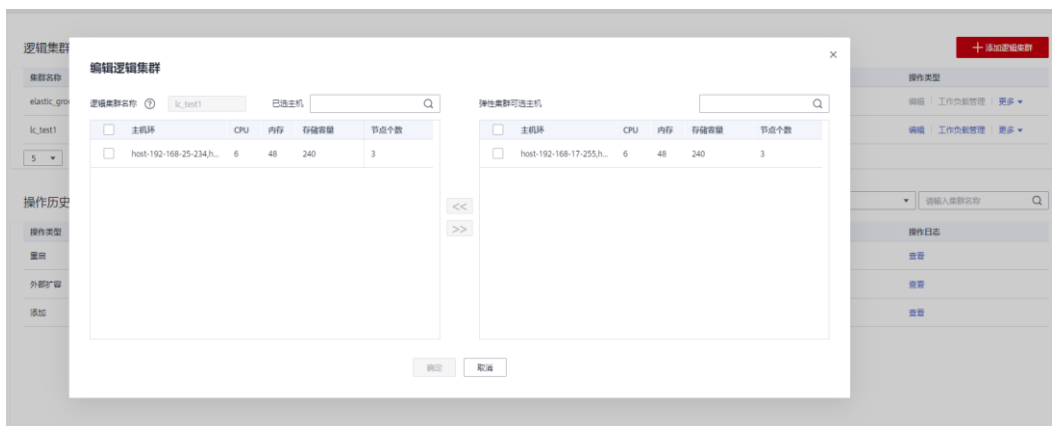 逻辑集群
添加逻辑集群
集群名称
操作类型
elastic_gro
编辑 工作负载管理 更多
lc_test1
编辑 工作负载管理 更多
5
操作历史
请输入集群名称
操作类型
操作日志
重启
查看
外部扩容
查看
添加
查看
编辑逻辑集群
逻辑集群名称 lc_test1 已选主机
弹性集群可选主机
主机环 CPU 内存 存储容量 节点个数
host-192-168-25-234,h... 6 48 240 3
主机环 CPU 内存 存储容量 节点个数
host-192-168-17-255,h... 6 48 240 3
<<
>>
确定 取消